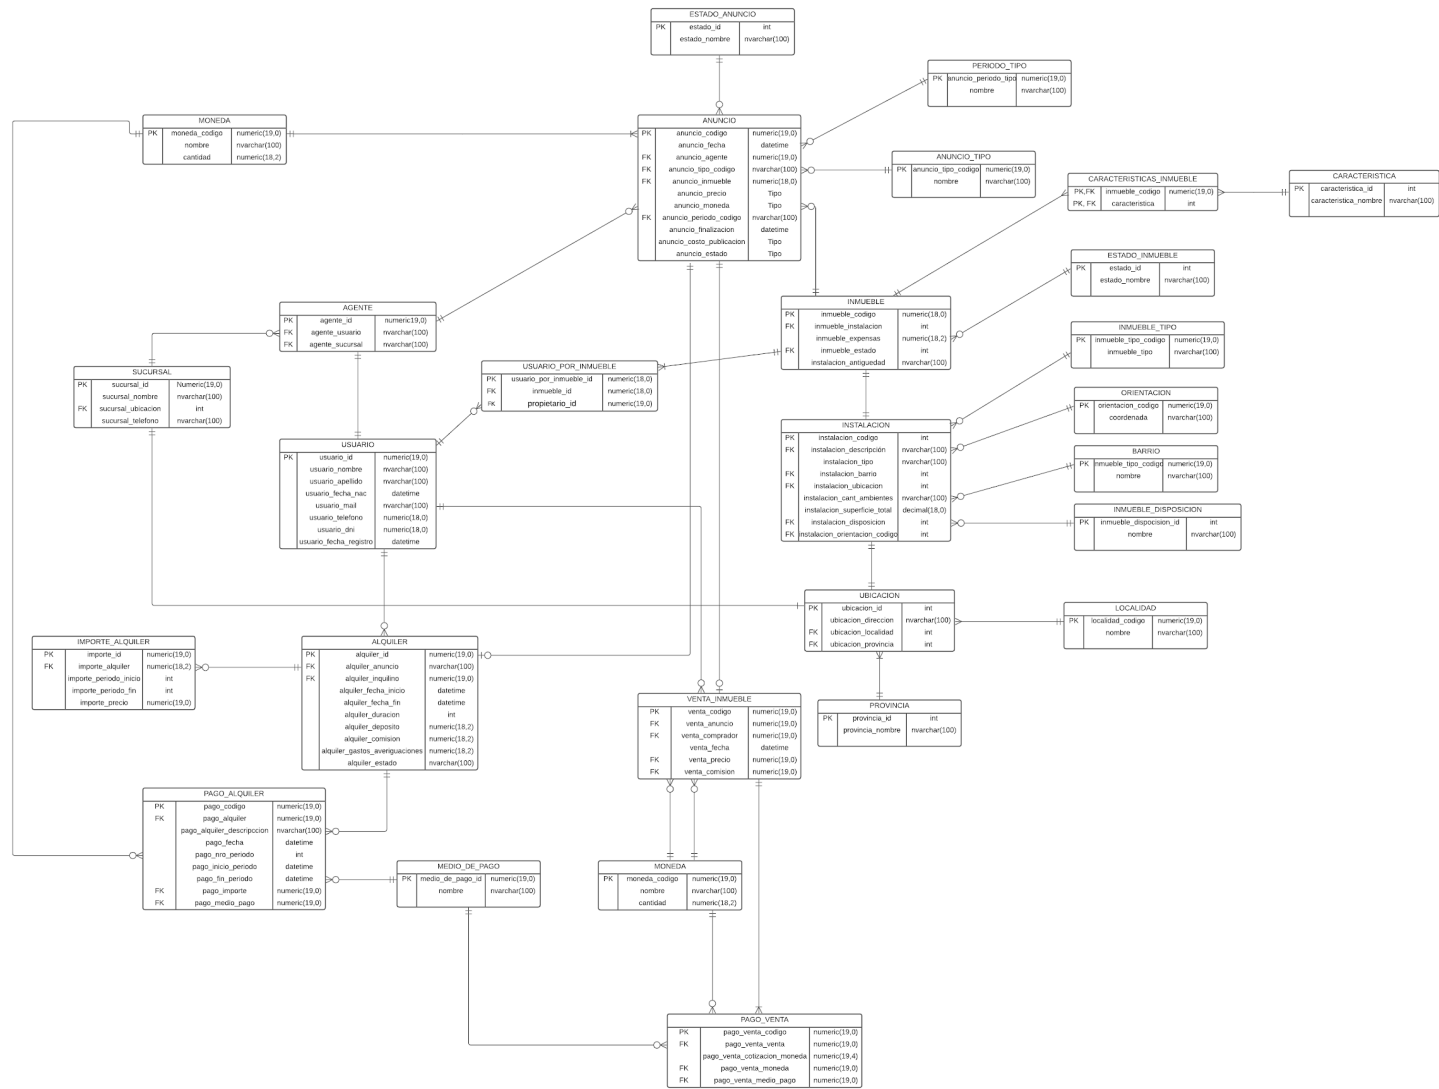 ESTADO_ANUNCIO
PK estado_id int
estado_nombre nvarchar(100)
PERIODO_TIPO
PK anuncio_periodo_tipo numeric(19,0)
nombre nvarchar(100)
MONEDA
PK moneda_codigo numeric(19,0)
nombre nvarchar(100)
cantidad numeric(18,2)
ANUNCIO
PK anuncio_codigo numeric(19,0)
anuncio_fecha datetime
FK anuncio_agente numeric(19,0)
FK anuncio_tipo_codigo nvarchar(100)
FK anuncio_inmueble numeric(18,0)
anuncio_precio Tipo
anuncio_moneda Tipo
FK anuncio_periodo_codigo nvarchar(100)
anuncio_finalizacion datetime
anuncio_costo_publicacion Tipo
anuncio_estado Tipo
ANUNCIO_TIPO
PK anuncio_tipo_codigo numeric(19,0)
nombre nvarchar(100)
CARACTERISTICAS_INMUEBLE
PK,FK inmueble_codigo numeric(19,0)
PK, FK caracteristica int
CARACTERISTICA
PK caracteristica_id int
caracteristica_nombre nvarchar(100)
ESTADO_INMUEBLE
PK estado_id int
estado_nombre nvarchar(100)
AGENTE
PK agente_id numeric19,0)
FK agente_usuario nvarchar(100)
FK agente_sucursal nvarchar(100)
INMUEBLE
PK inmueble_codigo numeric(18,0)
FK inmueble_instalacion int
inmueble_expensas numeric(18,2)
FK inmueble_estado int
instalacion_antiguedad nvarchar(100)
INMUEBLE_TIPO
PK inmueble_tipo_codigo numeric(19,0)
inmueble_tipo nvarchar(100)
SUCURSAL
PK sucursal_id Numeric(19,0)
sucursal_nombre nvarchar(100)
FK sucursal_ubicacion int
sucursal_telefono nvarchar(100)
USUARIO_POR_INMUEBLE
PK usuario_por_inmueble_id numeric(18,0)
FK inmueble_id numeric(18,0)
FK propietario_id numeric(19,0)
ORIENTACION
PK orientacion_codigo numeric(19,0)
coordenada nvarchar(100)
USUARIO
PK usuario_id numeric(19,0)
usuario_nombre nvarchar(100)
usuario_apellido nvarchar(100)
usuario_fecha_nac datetime
usuario_mail nvarchar(100)
usuario_telefono numeric(18,0)
usuario_dni numeric(18,0)
usuario_fecha_registro datetime
INSTALACION
PK instalacion_codigo int
FK instalacion_descripción nvarchar(100)
instalacion_tipo nvarchar(100)
FK instalacion_barrio int
FK instalacion_ubicacion int
instalacion_cant_ambientes nvarchar(100)
instalacion_superficie_total decimal(18,0)
FK instalacion_disposicion int
FK instalacion_orientacion_codigo int
BARRIO
PK nmueble_tipo_codigo numeric(19,0)
nombre nvarchar(100)
INMUEBLE_DISPOSICION
PK inmueble_dispocision_id int
nombre nvarchar(100)
UBICACION
PK ubicacion_id int
ubicacion_direccion nvarchar(100)
FK ubicacion_localidad int
FK ubicacion_provincia int
LOCALIDAD
PK localidad_codigo numeric(19,0)
nombre nvarchar(100)
IMPORTE_ALQUILER
PK importe_id numeric(19,0)
FK importe_alquiler numeric(18,2)
importe_periodo_inicio int
importe_periodo_fin int
importe_precio numeric(19,0)
ALQUILER
PK alquiler_id numeric(19,0)
FK alquiler_anuncio nvarchar(100)
FK alquiler_inquilino numeric(19,0)
alquiler_fecha_inicio datetime
alquiler_fecha_fin datetime
alquiler_duracion int
alquiler_deposito numeric(18,2)
alquiler_comision numeric(18,2)
alquiler_gastos_averiguaciones numeric(18,2)
alquiler_estado nvarchar(100)
VENTA_INMUEBLE
PK venta_codigo numeric(19,0)
FK venta_anuncio numeric(19,0)
FK venta_comprador numeric(19,0)
venta_fecha datetime
FK venta_precio numeric(19,0)
FK venta_comision numeric(19,0)
PROVINCIA
PK provincia_id int
provincia_nombre nvarchar(100)
PAGO_ALQUILER
PK pago_codigo numeric(19,0)
FK pago_alquiler numeric(19,0)
pago_alquiler_descripccion nvarchar(100)
pago_fecha datetime
pago_nro_periodo int
pago_inicio_periodo datetime
pago_fin_periodo datetime
FK pago_importe numeric(19,0)
FK pago_medio_pago numeric(19,0)
MEDIO_DE_PAGO
PK medio_de_pago_id numeric(19,0)
nombre nvarchar(100)
MONEDA
PK moneda_codigo numeric(19,0)
nombre nvarchar(100)
cantidad numeric(18,2)
PAGO_VENTA
PK pago_venta_codigo numeric(19,0)
FK pago_venta_venta numeric(19,0)
pago_venta_cotizacion_moneda numeric(19,4)
FK pago_venta_moneda numeric(19,0)
FK pago_venta_medio_pago numeric(19,0)